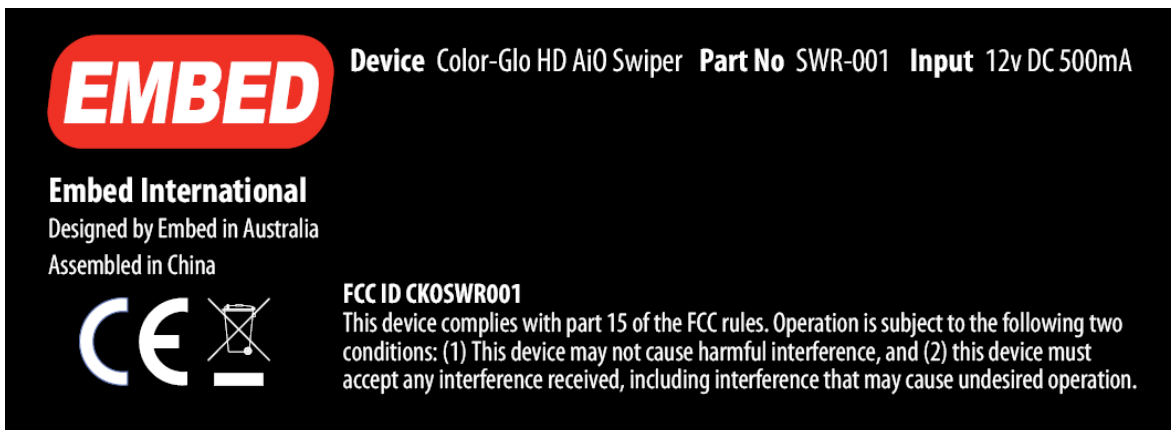 EMBED
Device Color-Glo HD AiO Swiper Part No SWR-001 Input 12v DC 500mA
Embed International
Designed by Embed in Australia
Assembled in China
CE
FCC ID CKOSWR001
This device complies with part 15 of the FCC rules. Operation is subject to the following two
conditions: (1) This device may not cause harmful interference, and (2) this device must
accept any interference received, including interference that may cause undesired operation.